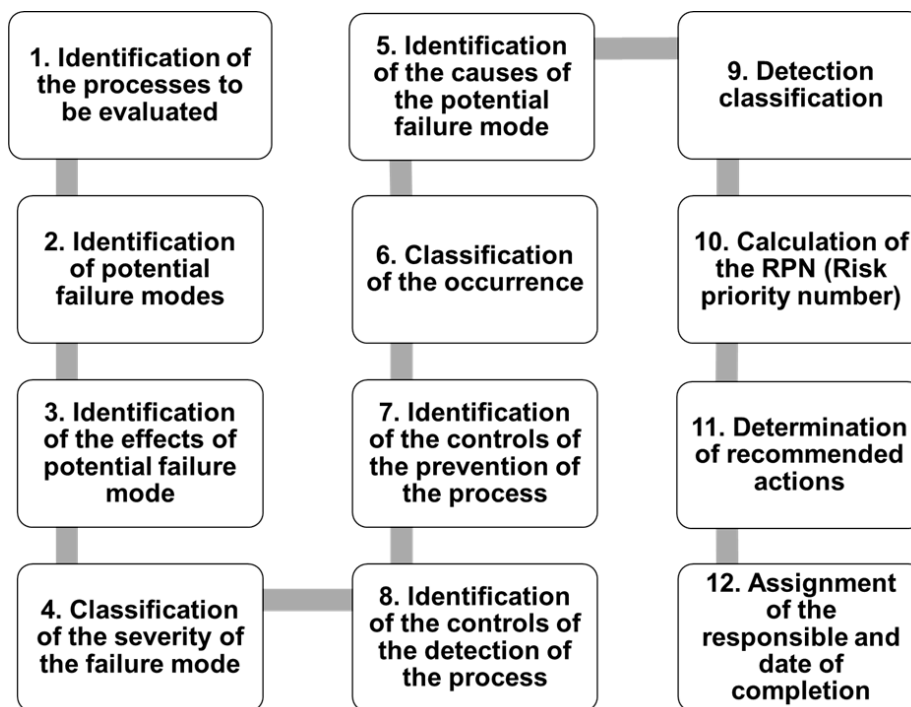 1. Identification of
the processes to
be evaluated
2. Identification
of potential
failure modes
3. Identification
of the effects of
potential failure
mode
4. Classification
of the severity of
the failure mode
5. Identification
of the causes of
the potential
failure mode
6. Classification
of the occurrence
7. Identification
of the controls of
the prevention of
the process
8. Identification
of the controls of
the detection of
the process
9. Detection
classification
10. Calculation of
the RPN (Risk
priority number)
11. Determination
of recommended
actions
12. Assignment
of the
responsible and
date of
completion